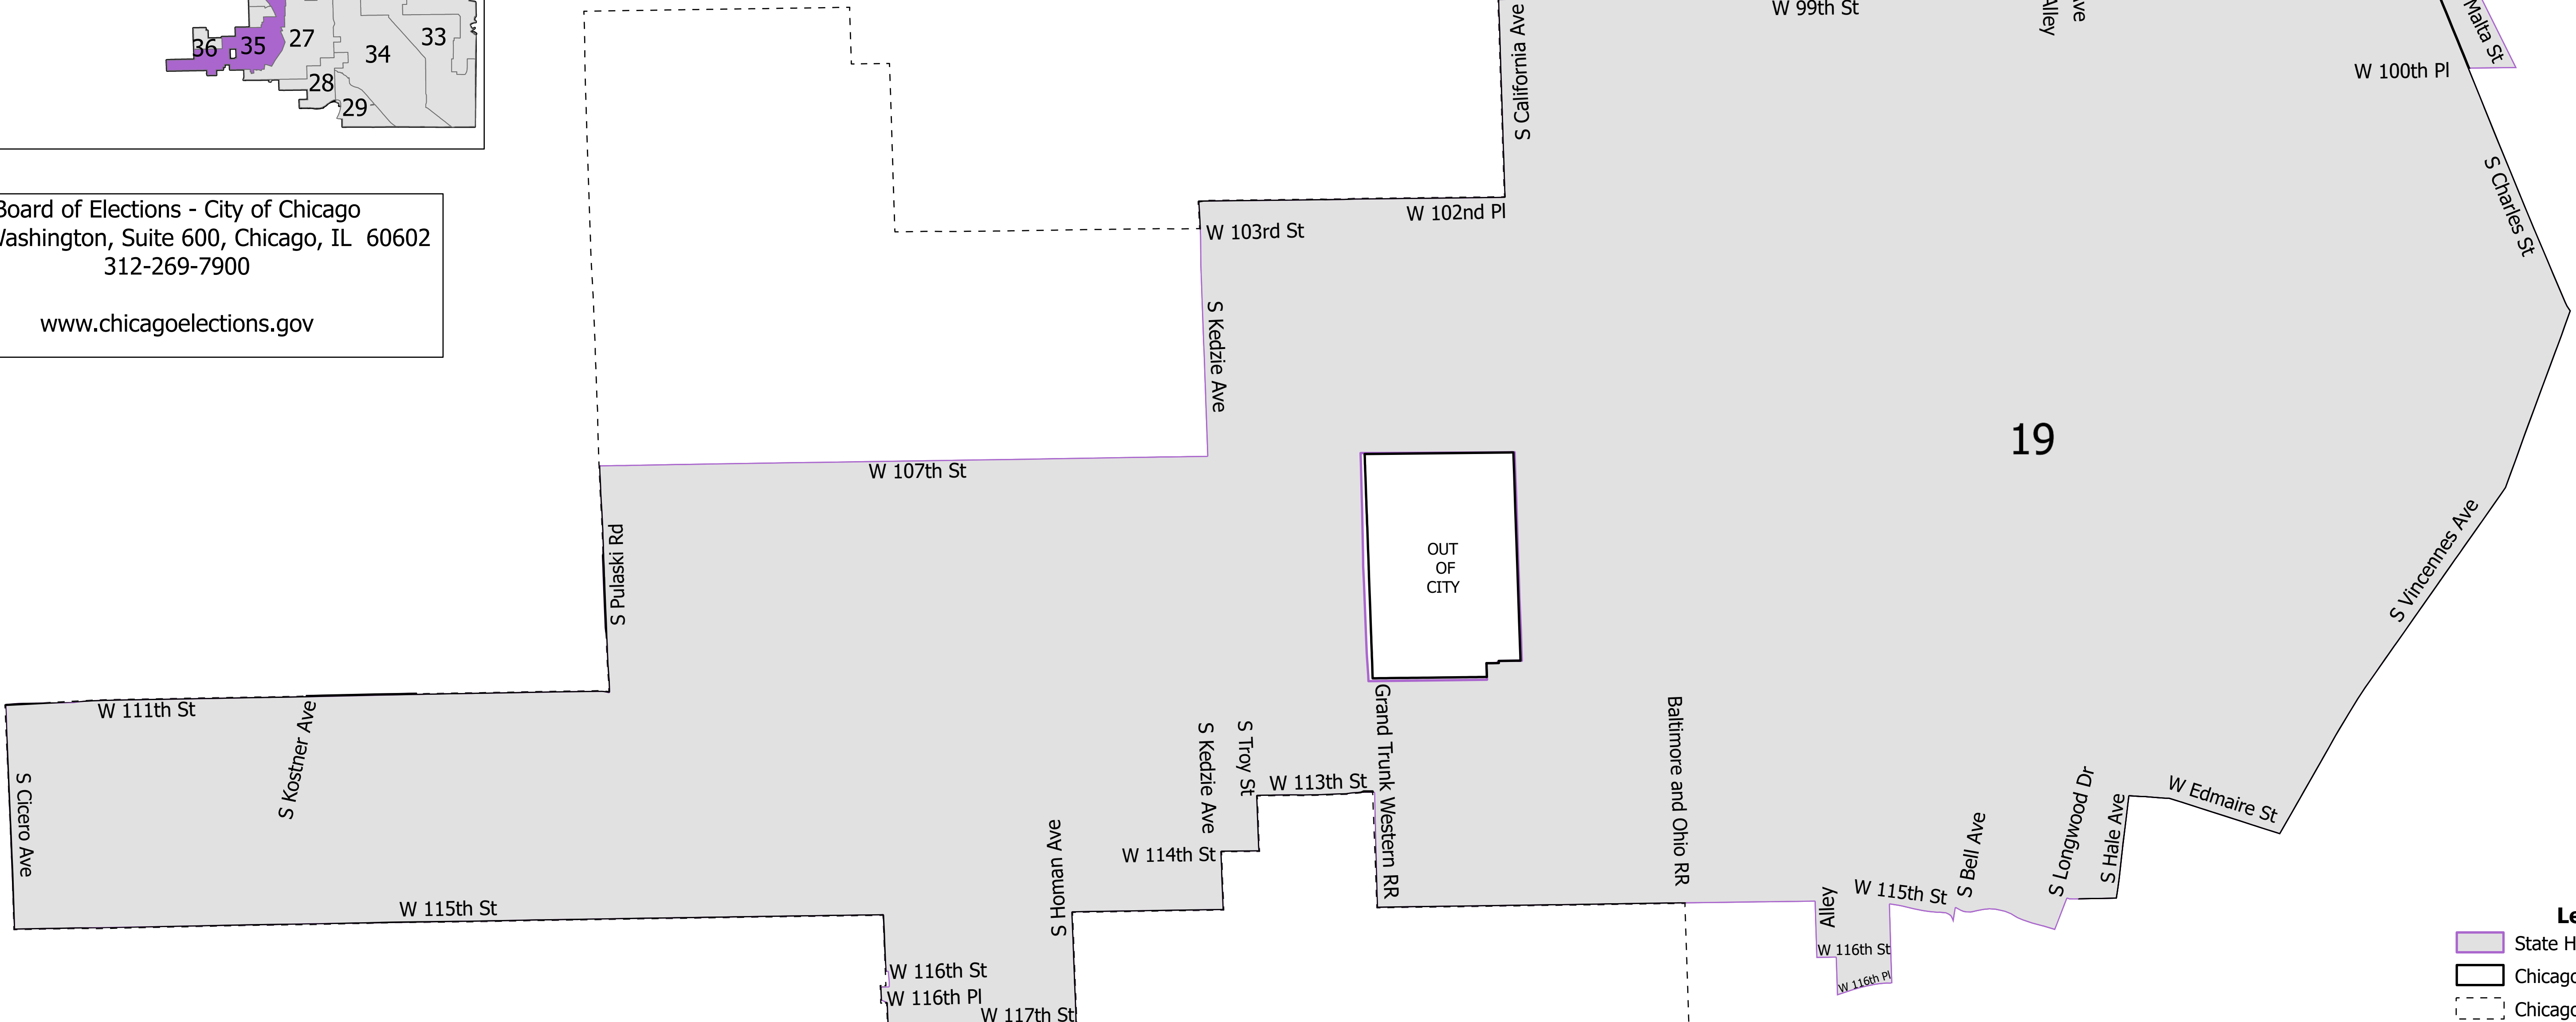 36
35
27
34
33
28
29
Board of Elections - City of Chicago
Washington, Suite 600, Chicago, IL  60602
312-269-7900
www.chicagoelections.gov
W 99th St
Alley
Ave
Malta St
W 100th Pl
S California Ave
S Charles St
W 102nd Pl
W 103rd St
S Kedzie Ave
19
W 107th St
OUT
OF
CITY
S Pulaski Rd
S Vincennes Ave
W 111th St
S Kostner Ave
S Cicero Ave
S Kedzie Ave
S Troy St
W 113th St
Grand Trunk Western RR
Baltimore and Ohio RR
W Edmaire St
S Longwood Dr
S Hale Ave
S Bell Ave
S Homan Ave
W 114th St
W 115th St
W 115th St
Alley
W 116th St
W 116th Pl
W 116th St
W 116th Pl
W 117th St
Le
State H
Chicago
Chicago